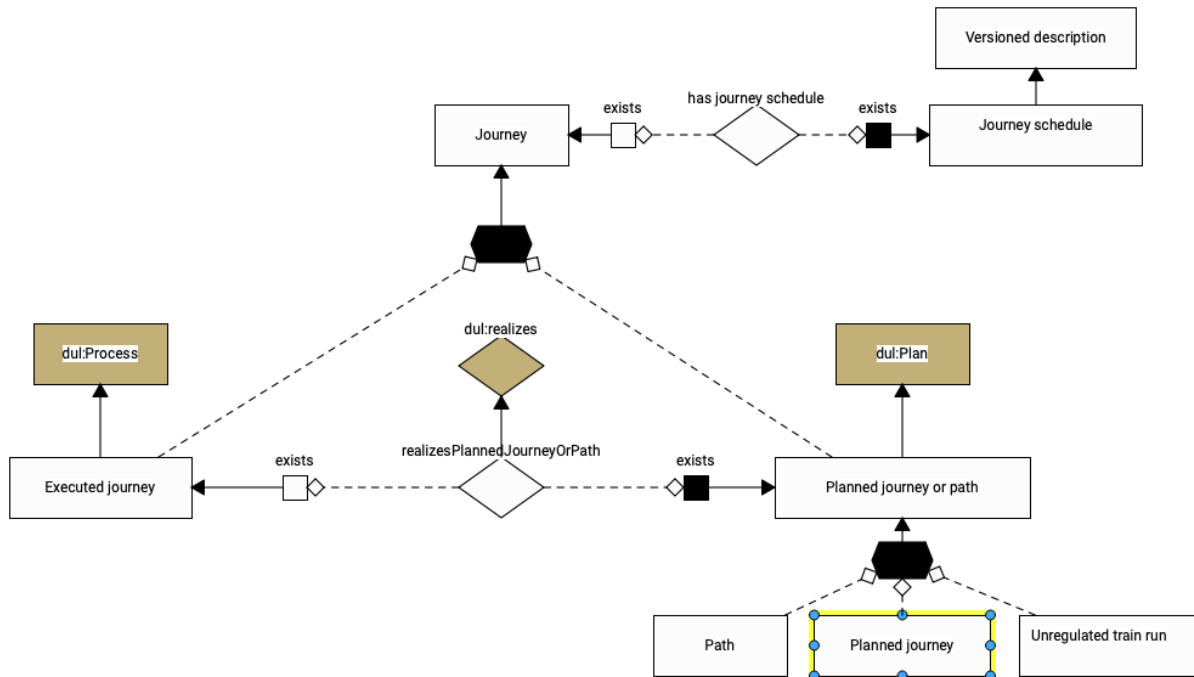 Versioned description
has journey schedule
exists
exists
Journey
Journey schedule
dul:realizes
dul:Process
dul:Plan
realizesPlannedJourneyOrPath
exists
exists
Executed journey
Planned journey or path
Path
Planned journey
Unregulated train run